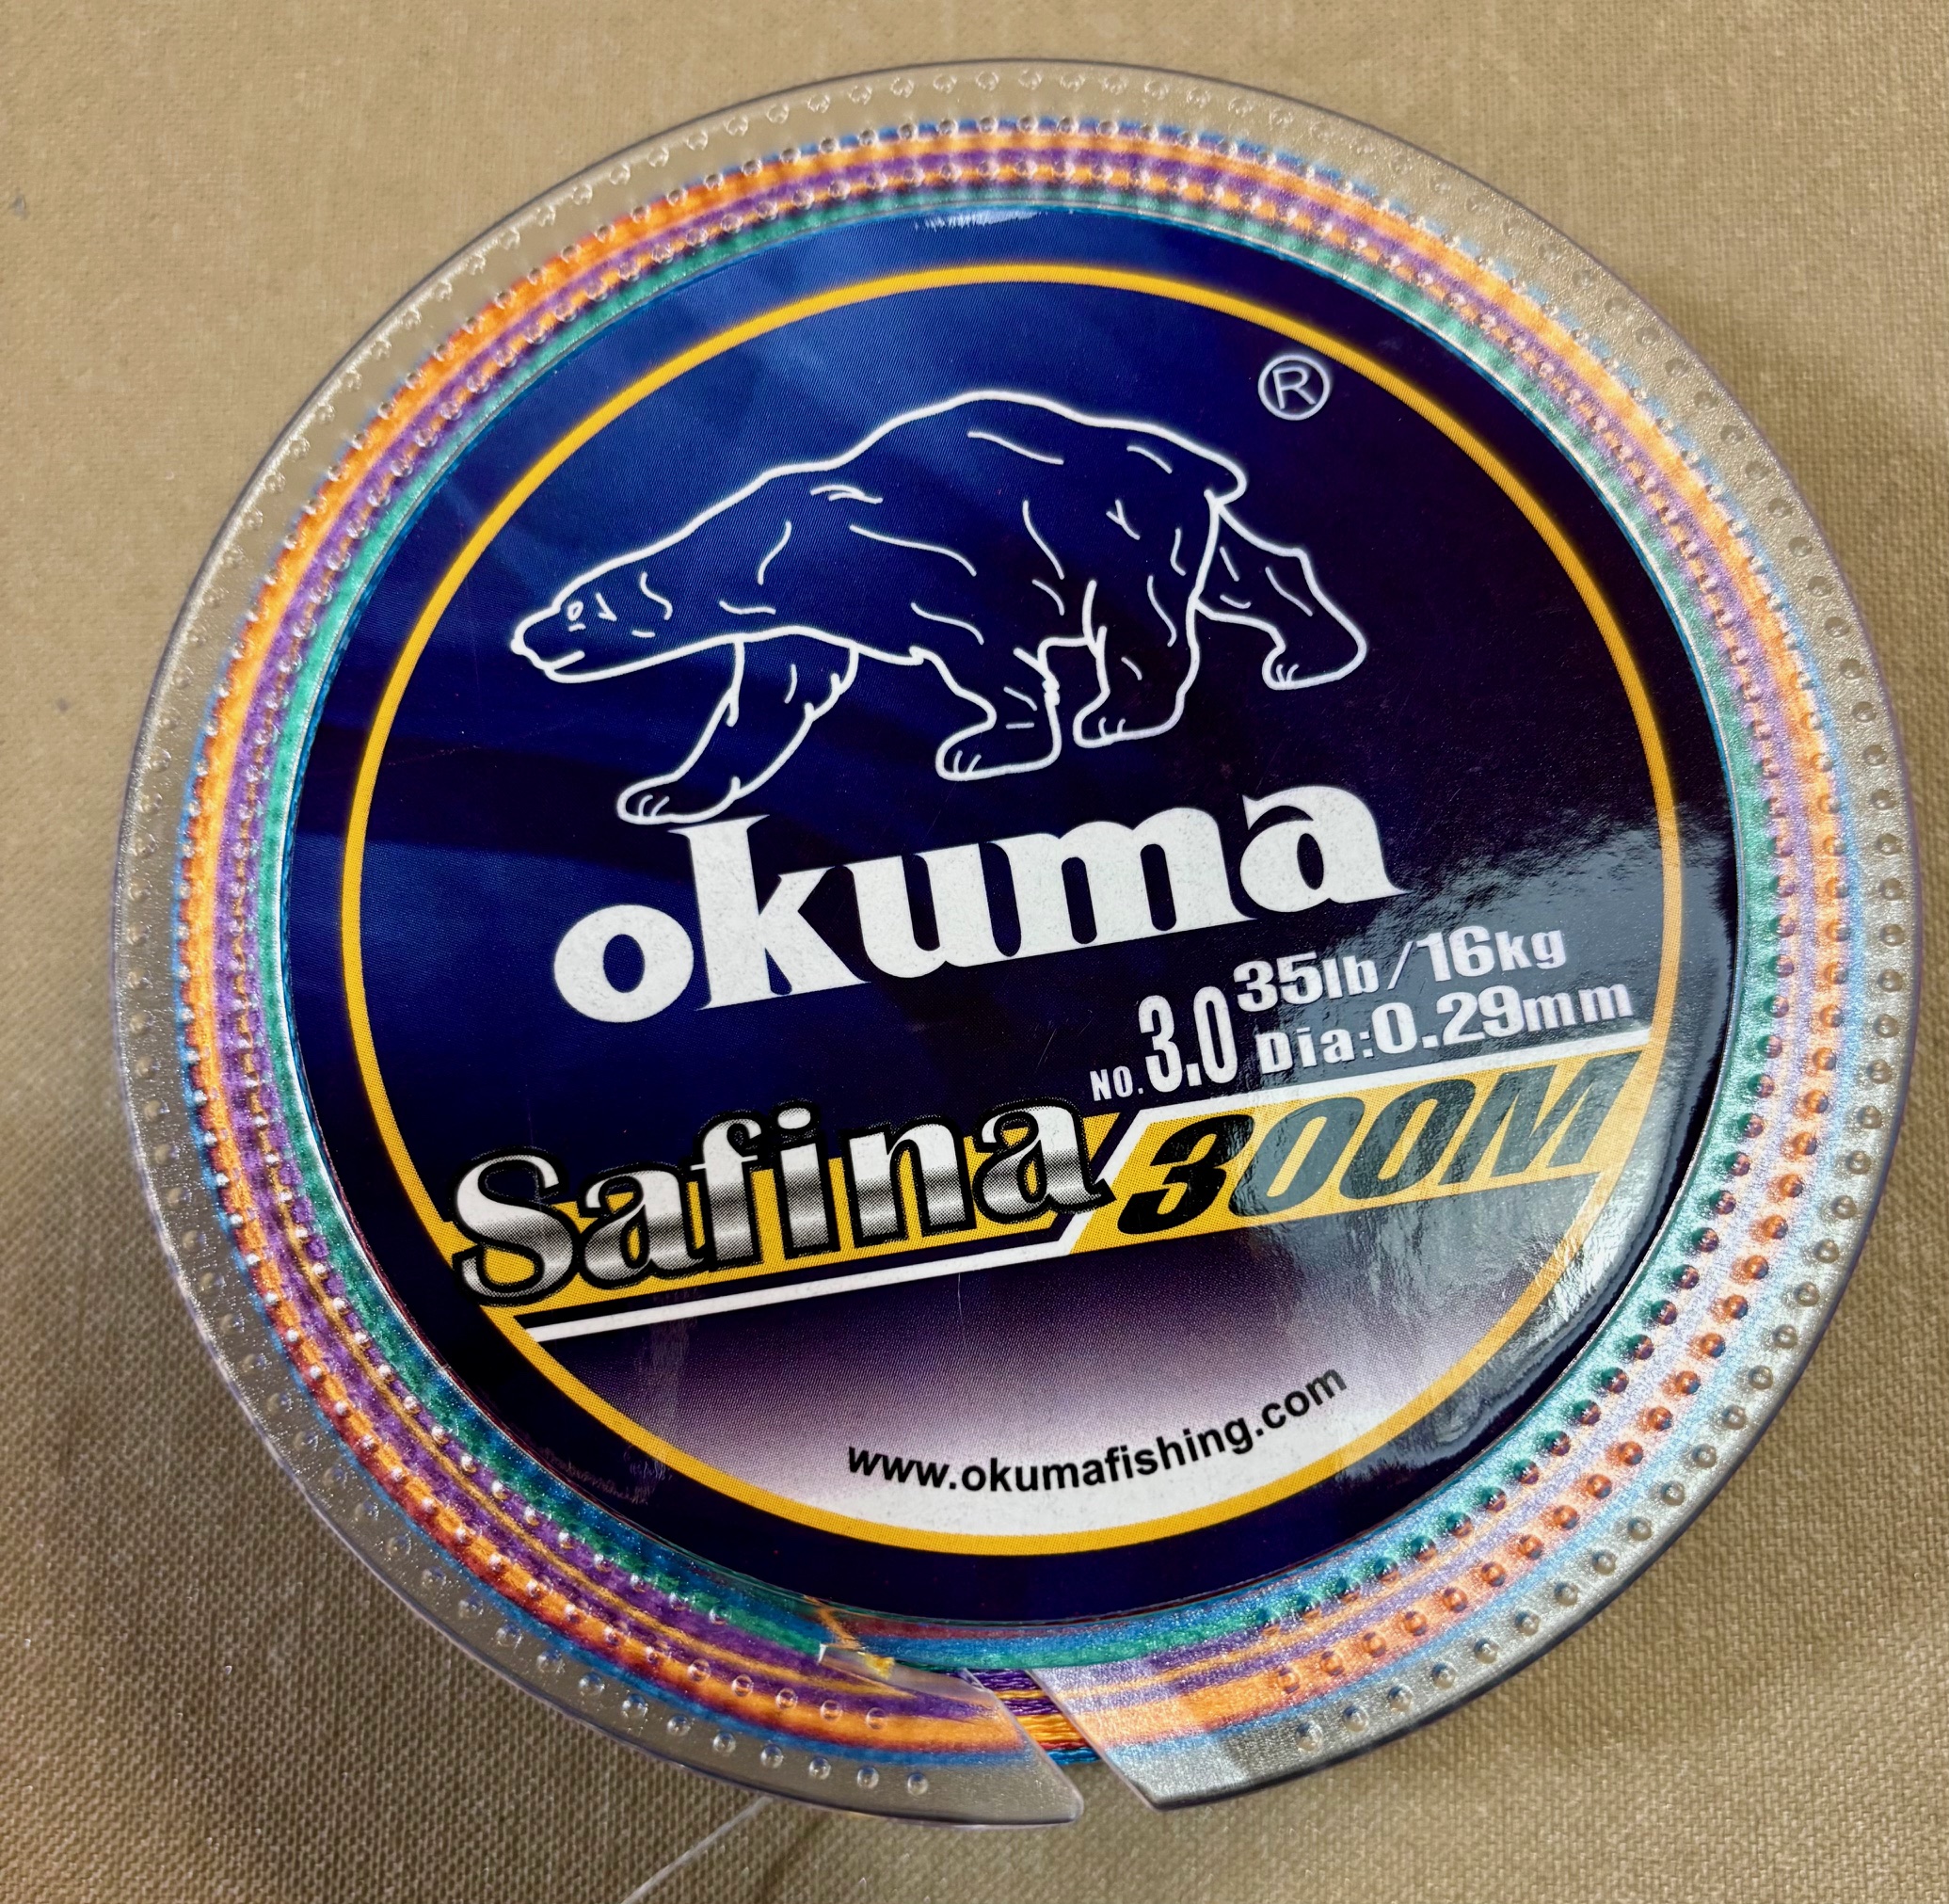 ®
okuma
35lb/16kg
NO. 3.0 Dia:0.29mm
Safina 300M
www.okumafishing.com